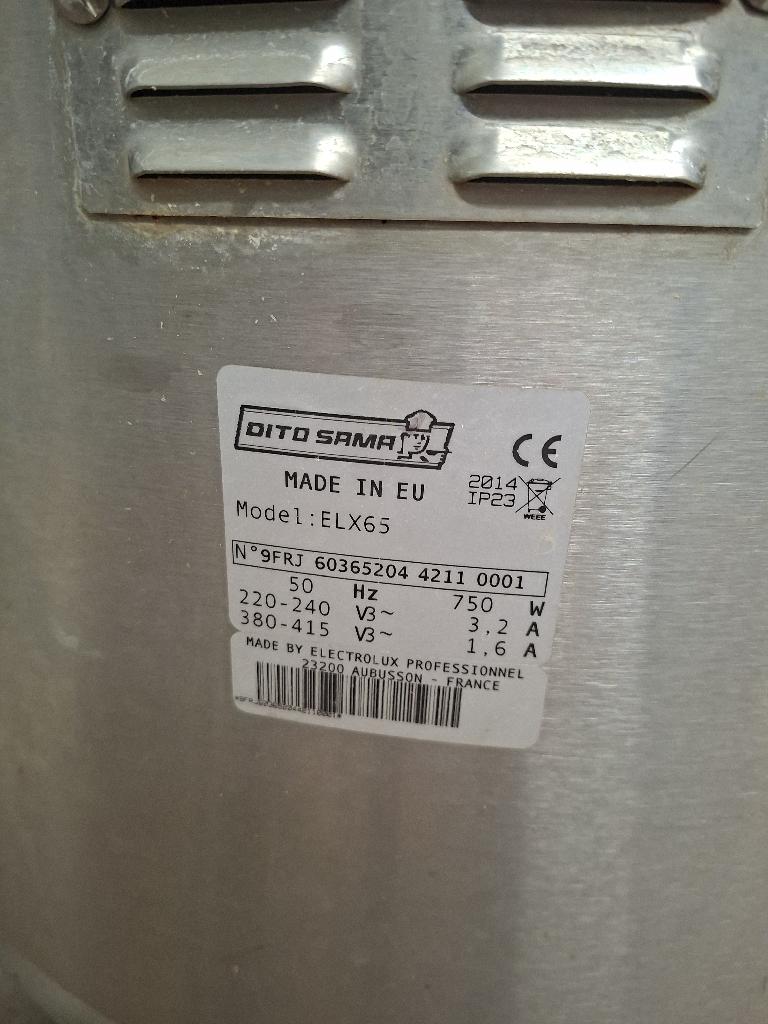 DITO SAMA
CE
MADE IN EU
2014
IP23
WEEE
Model:ELX65
N°9FRJ 60365204 4211 0001
50 Hz 750 W
220-240 V3~ 3,2 A
380-415 V3~ 1,6 A
MADE BY ELECTROLUX PROFESSIONNEL
23200 AUBUSSON - FRANCE